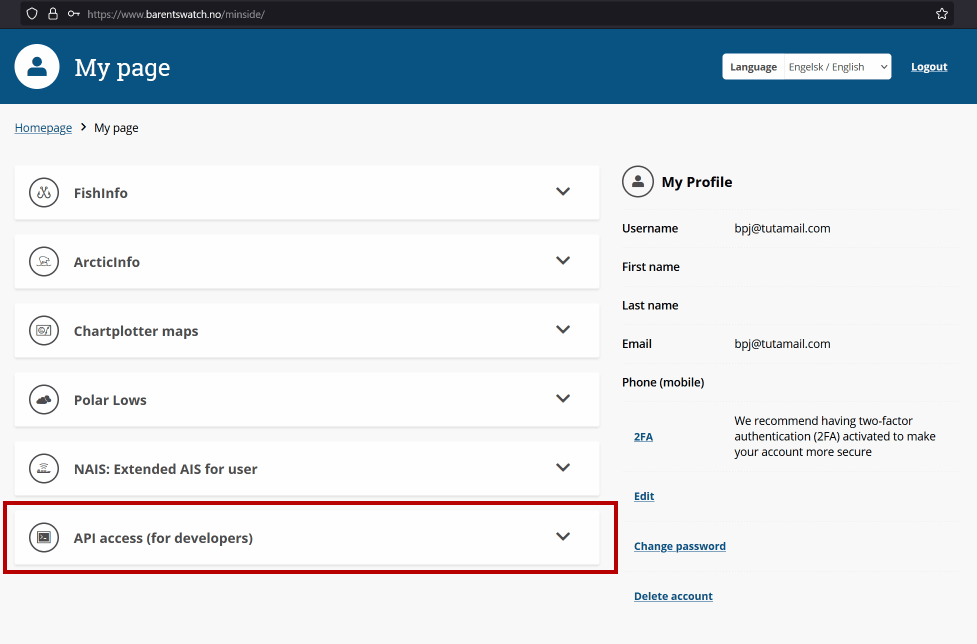 https://www.barentswatch.no/minside/
My page
Language
Engelsk / English
Logout
Homepage > My page
FishInfo
ArcticInfo
Chartplotter maps
Polar Lows
NAIS: Extended AIS for user
API access (for developers)
My Profile
Username bpj@tutamail.com
First name
Last name
Email bpj@tutamail.com
Phone (mobile)
2FA
We recommend having two-factor
authentication (2FA) activated to make
your account more secure
Edit
Change password
Delete account